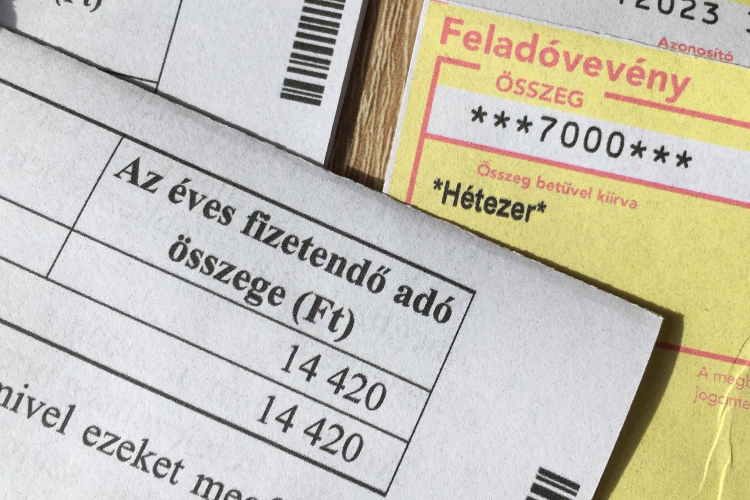 2023
Azonosító
Feladóvevény
ÖSSZEG
***7000***
Összeg betűvel kiírva
*Hétezer*
Az éves fizetendő adó
összege (Ft)
14 420
14 420
ezeket